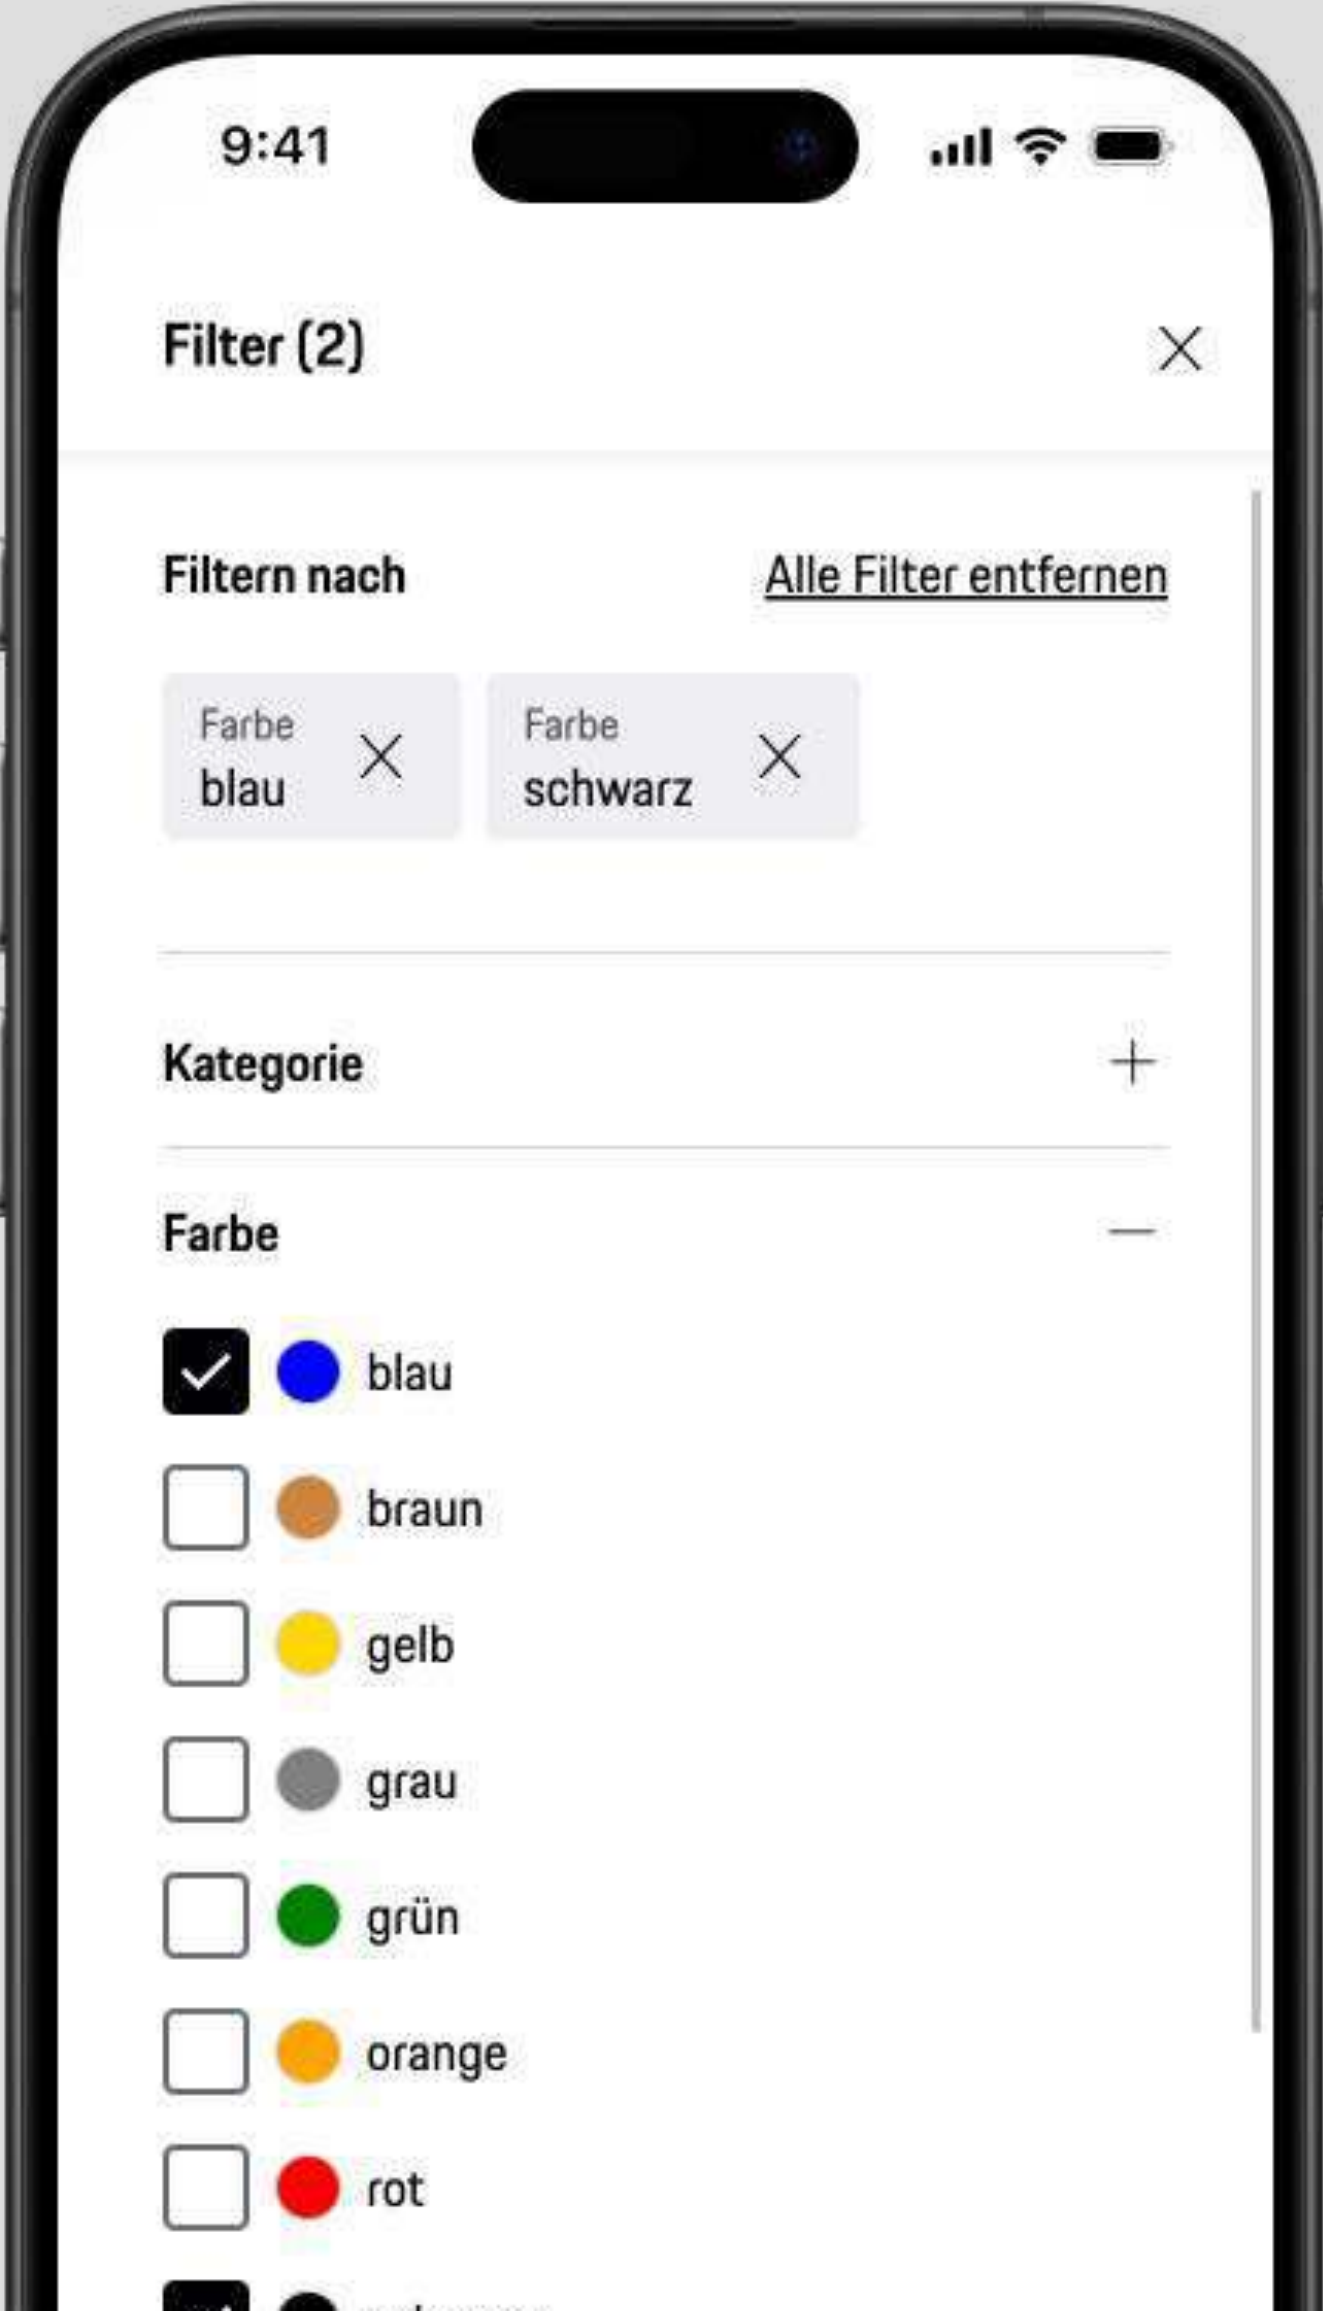 9:41
Filter (2)
Filtern nach
Alle Filter entfernen
Farbe
blau
Farbe
schwarz
Kategorie
Farbe
blau
braun
gelb
grau
grün
orange
rot